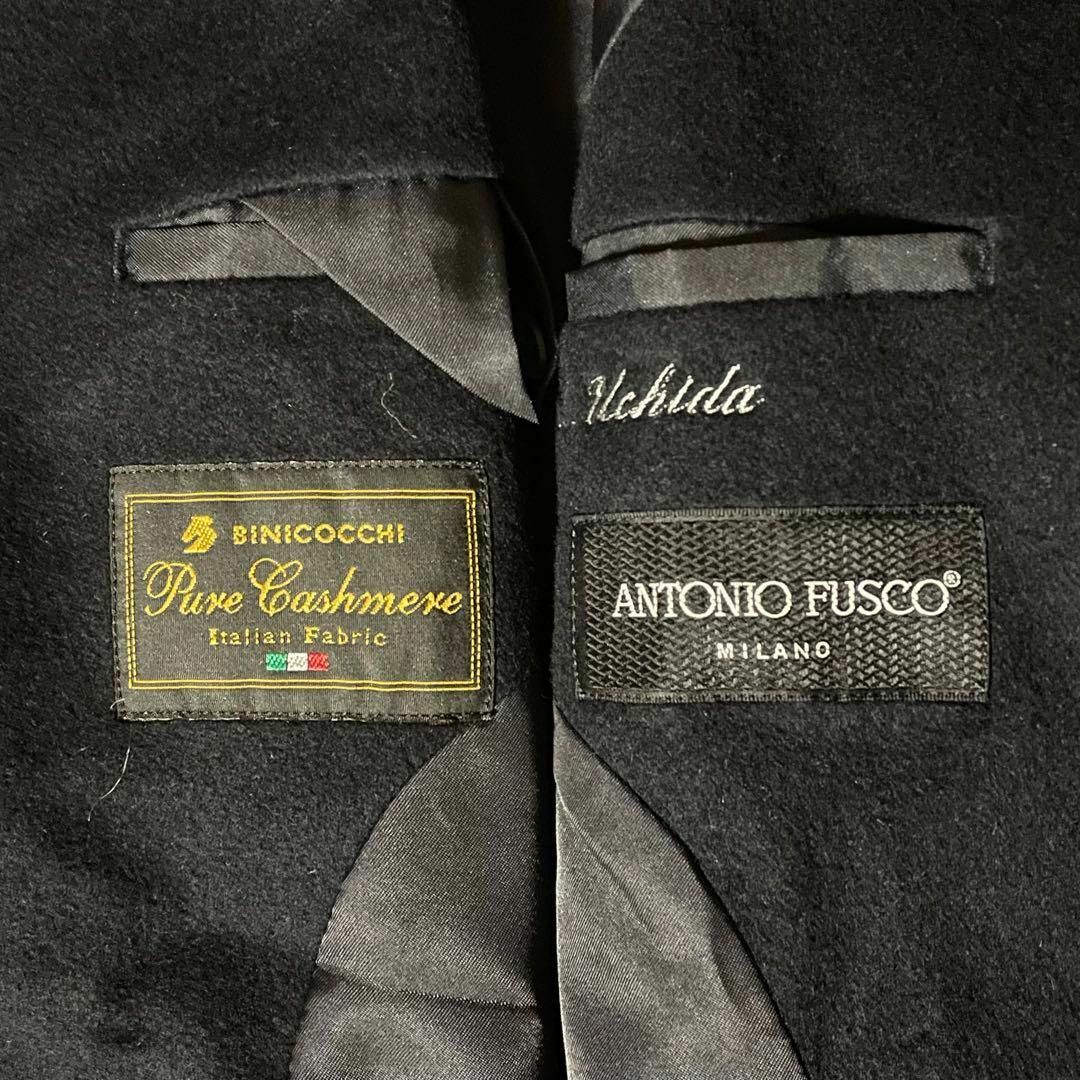 Uchida
BINICOCCHI
Pure Cashmere
Italian Fabric
ANTONIO FUSCO®
MILANO